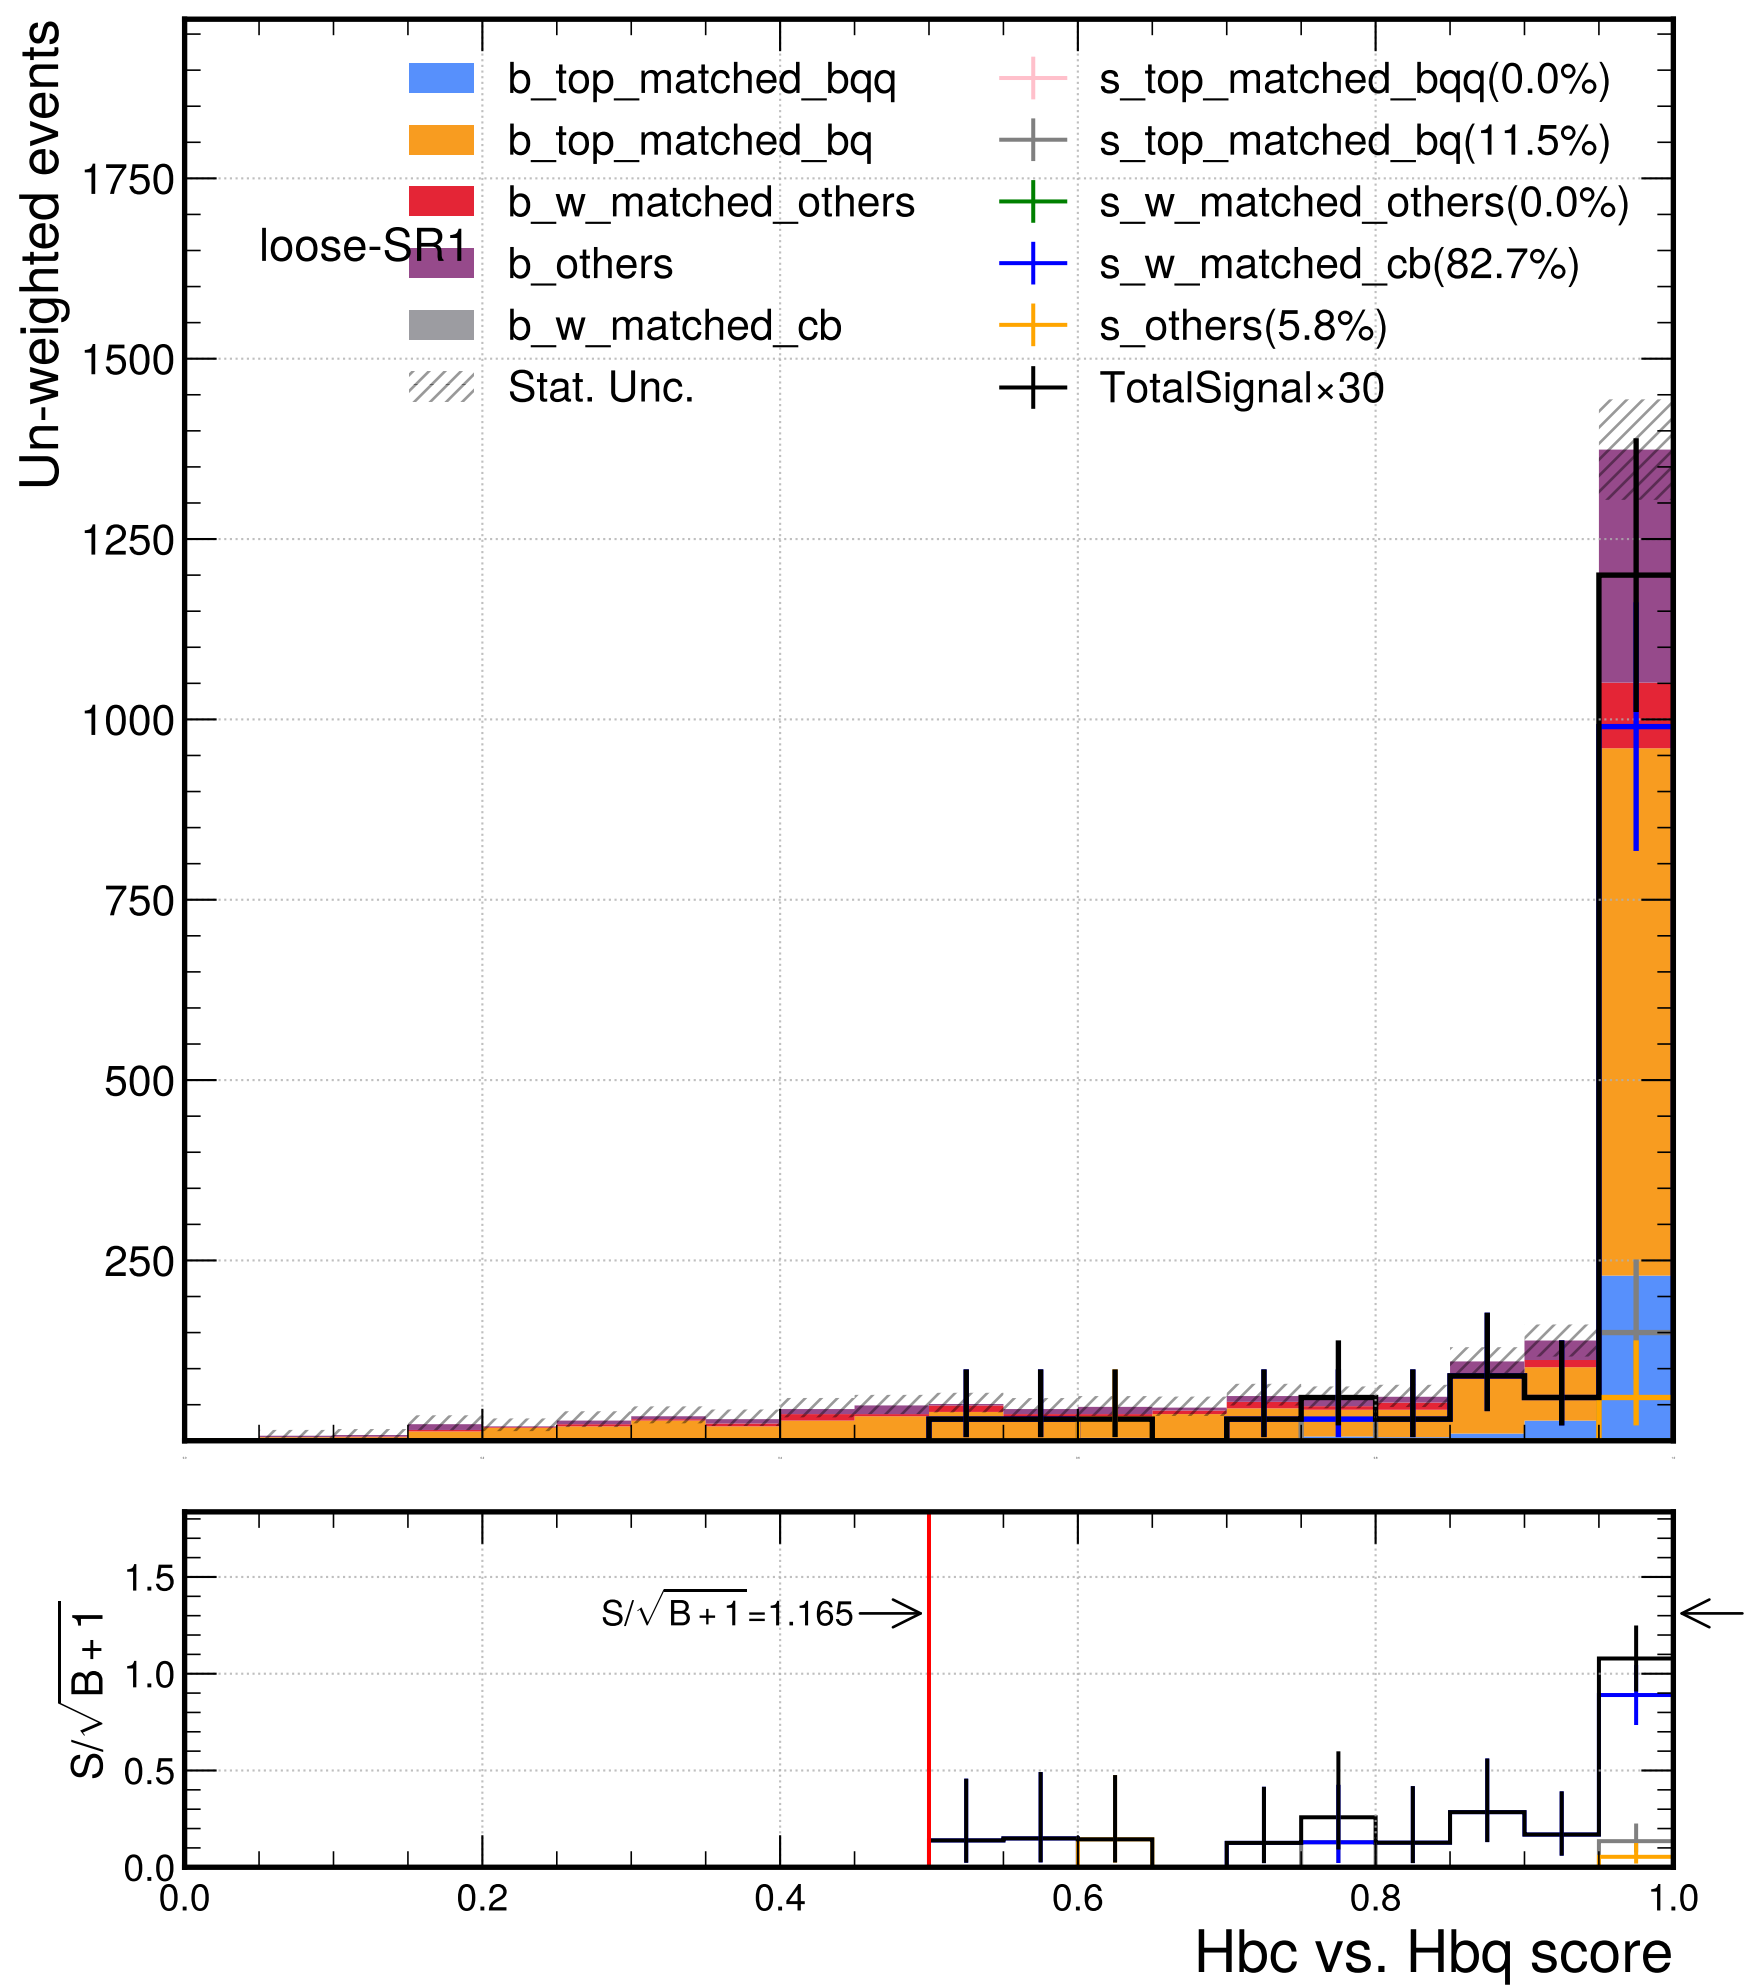 Un-weighted events
b_top_matched_bqq
b_top_matched_bq
b_w_matched_others
b_others
b_w_matched_cb
Stat. Unc.
s_top_matched_bqq(0.0%)
s_top_matched_bq(11.5%)
s_w_matched_others(0.0%)
s_w_matched_cb(82.7%)
s_others(5.8%)
TotalSignal×30
loose-SR1
1750
1500
1250
1000
750
500
250
S/√B+1
1.5
1.0
0.5
0.0
S/√B+1=1.165
0.0
0.2
0.4
0.6
0.8
1.0
Hbc vs. Hbq score